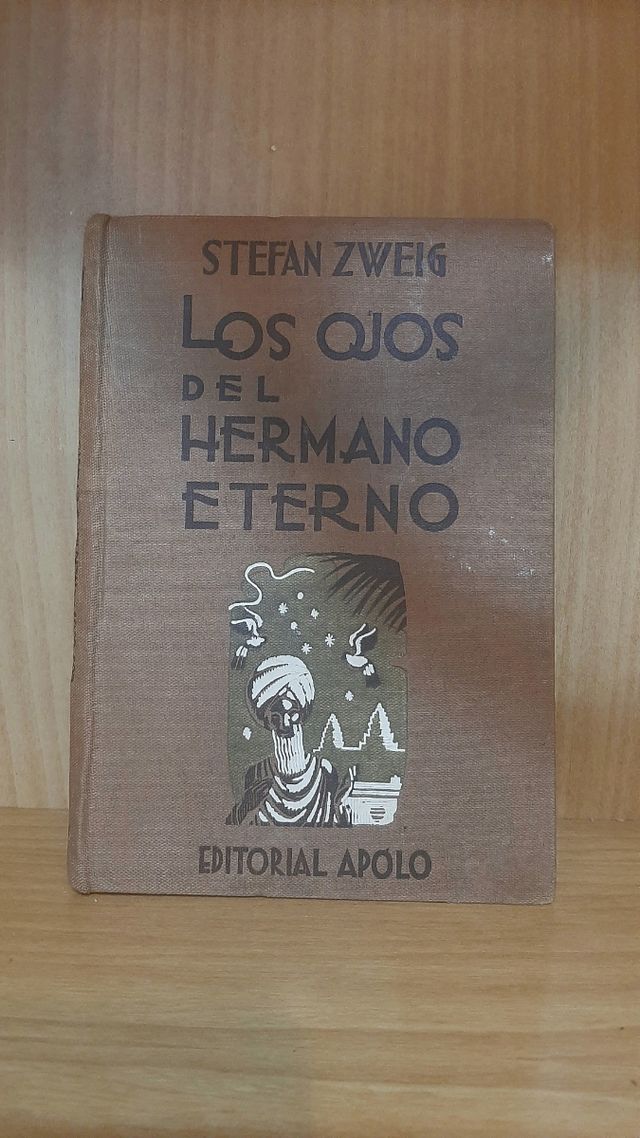 STEFAN ZWEIG
LOS OJOS
DEL
HERMANO
ETERNO
EDITORIAL APOLO